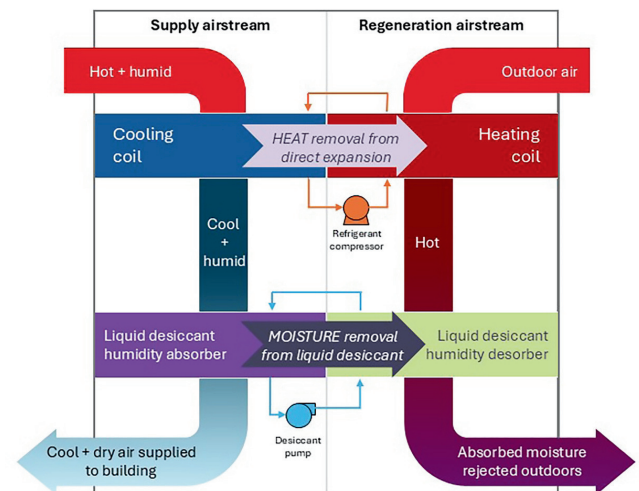 Supply airstream
Regeneration airstream
Hot + humid
Outdoor air
Cooling
coil
HEAT removal from
direct expansion
Heating
coil
Refrigerant
compressor
Cool
+
humid
Hot
Liquid desiccant
humidity absorber
MOISTURE removal
from liquid desiccant
Liquid desiccant
humidity desorber
Desiccant
pump
Cool + dry air supplied
to building
Absorbed moisture
rejected outdoors